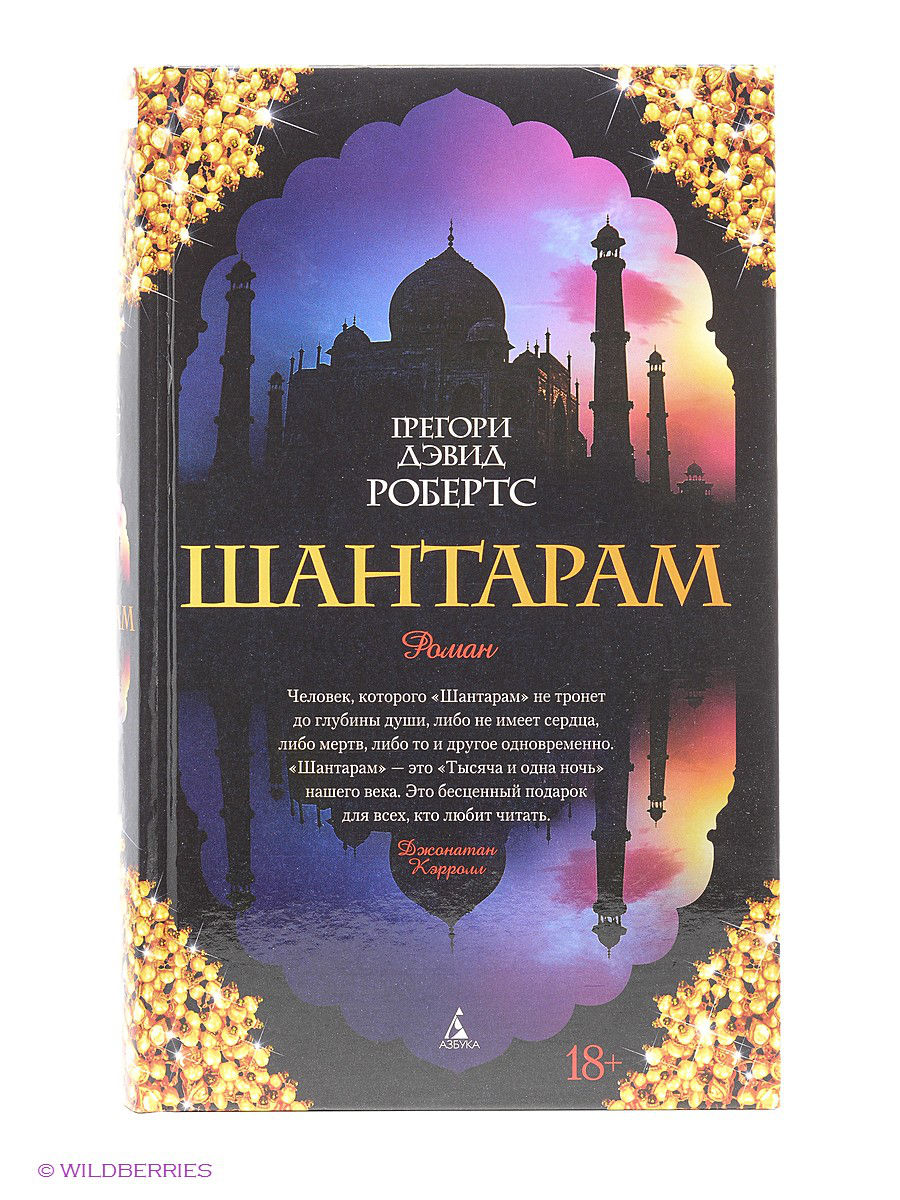 ГРЕГОРИ
ДЭВИД
РОБЕРТС
ШАНТАРАМ
Роман
Человек, которого «Шантарам» не тронет
до глубины души, либо не имеет сердца,
либо мертв, либо то и другое одновременно.
«Шантарам» — это «Тысяча и одна ночь»
нашего века. Это бесценный подарок
для всех, кто любит читать.
Джонатан
Кэрролл
АЗБУКА
18+
© WILDBERRIES